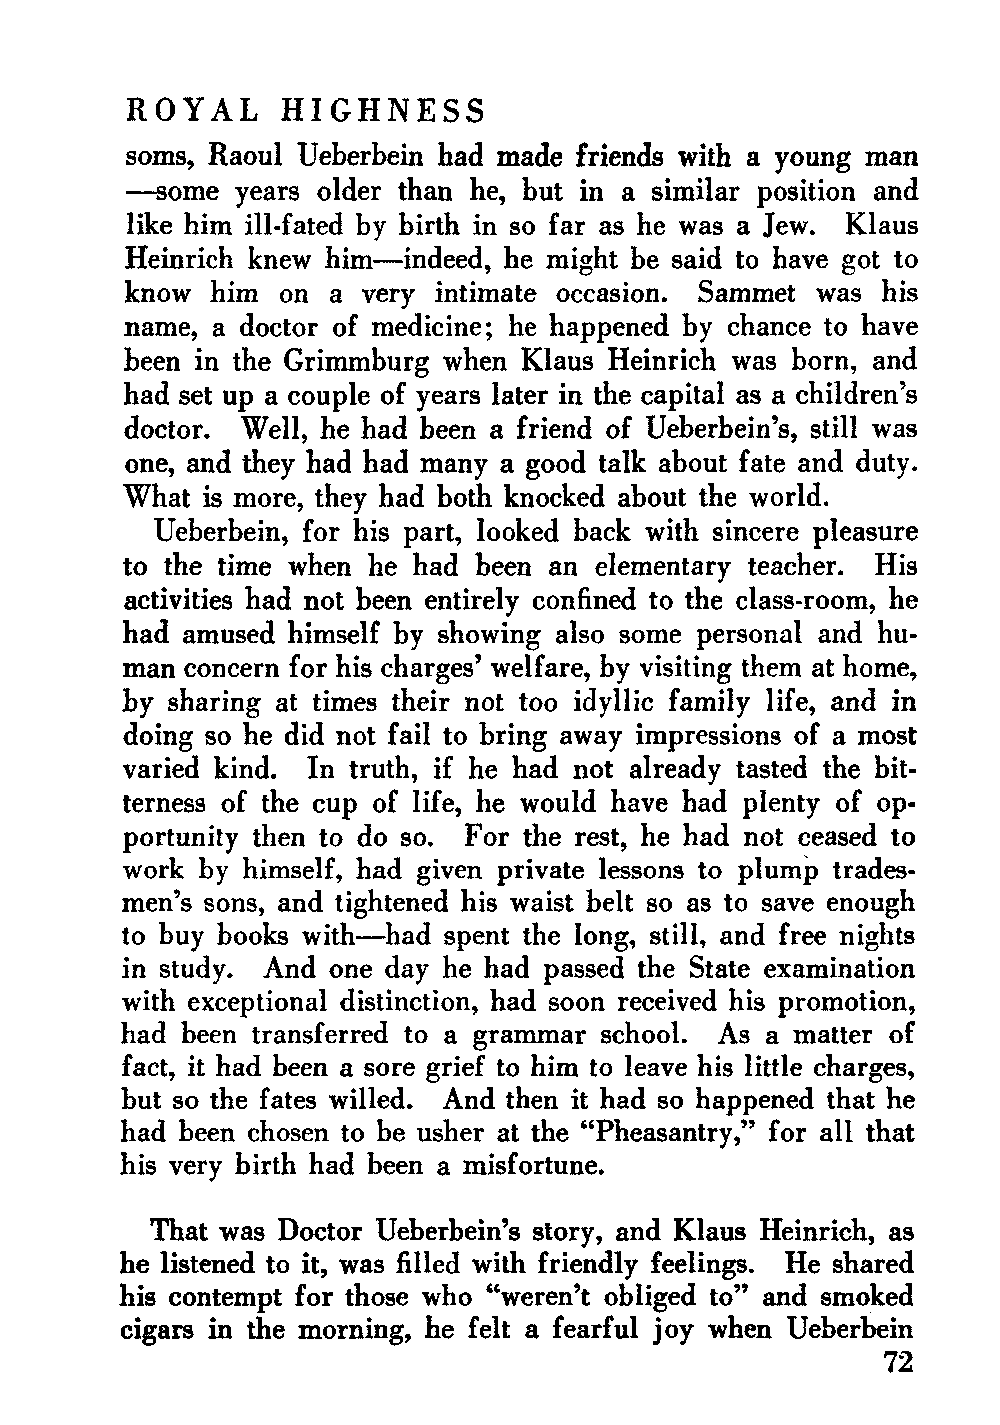 ROYAL HIGHNESS
soms, Raoul Ueberbein had made friends with a young man
—some years older than he, but in a similar position and
like him ill-fated by birth in so far as he was a Jew. Klaus
Heinrich knew him—indeed, he might be said to have got to
know him on a very intimate occasion. Sammet was his
name, a doctor of medicine; he happened by chance to have
been in the Grimmburg when Klaus Heinrich was born, and
had set up a couple of years later in the capital as a children's
doctor. Well, he had been a friend of Ueberbein's, still was
one, and they had had many a good talk about fate and duty.
What is more, they had both knocked about the world.
Ueberbein, for his part, looked back with sincere pleasure
to the time when he had been an elementary teacher. His
activities had not been entirely confined to the class-room, he
had amused himself by showing also some personal and hu-
man concern for his charges' welfare, by visiting them at home,
by sharing at times their not too idyllic family life, and in
doing so he did not fail to bring away impressions of a most
varied kind. In truth, if he had not already tasted the bit-
terness of the cup of life, he would have had plenty of op-
portunity then to do so. For the rest, he had not ceased to
work by himself, had given private lessons to plump trades-
men's sons, and tightened his waist belt so as to save enough
to buy books with—had spent the long, still, and free nights
in study. And one day he had passed the State examination
with exceptional distinction, had soon received his promotion,
had been transferred to a grammar school. As a matter of
fact, it had been a sore grief to him to leave his little charges,
but so the fates willed. And then it had so happened that he
had been chosen to be usher at the "Pheasantry," for all that
his very birth had been a misfortune.
That was Doctor Ueberbein's story, and Klaus Heinrich, as
he listened to it, was filled with friendly feelings. He shared
his contempt for those who "weren't obliged to" and smoked
cigars in the morning, he felt a fearful joy when Ueberbein
72